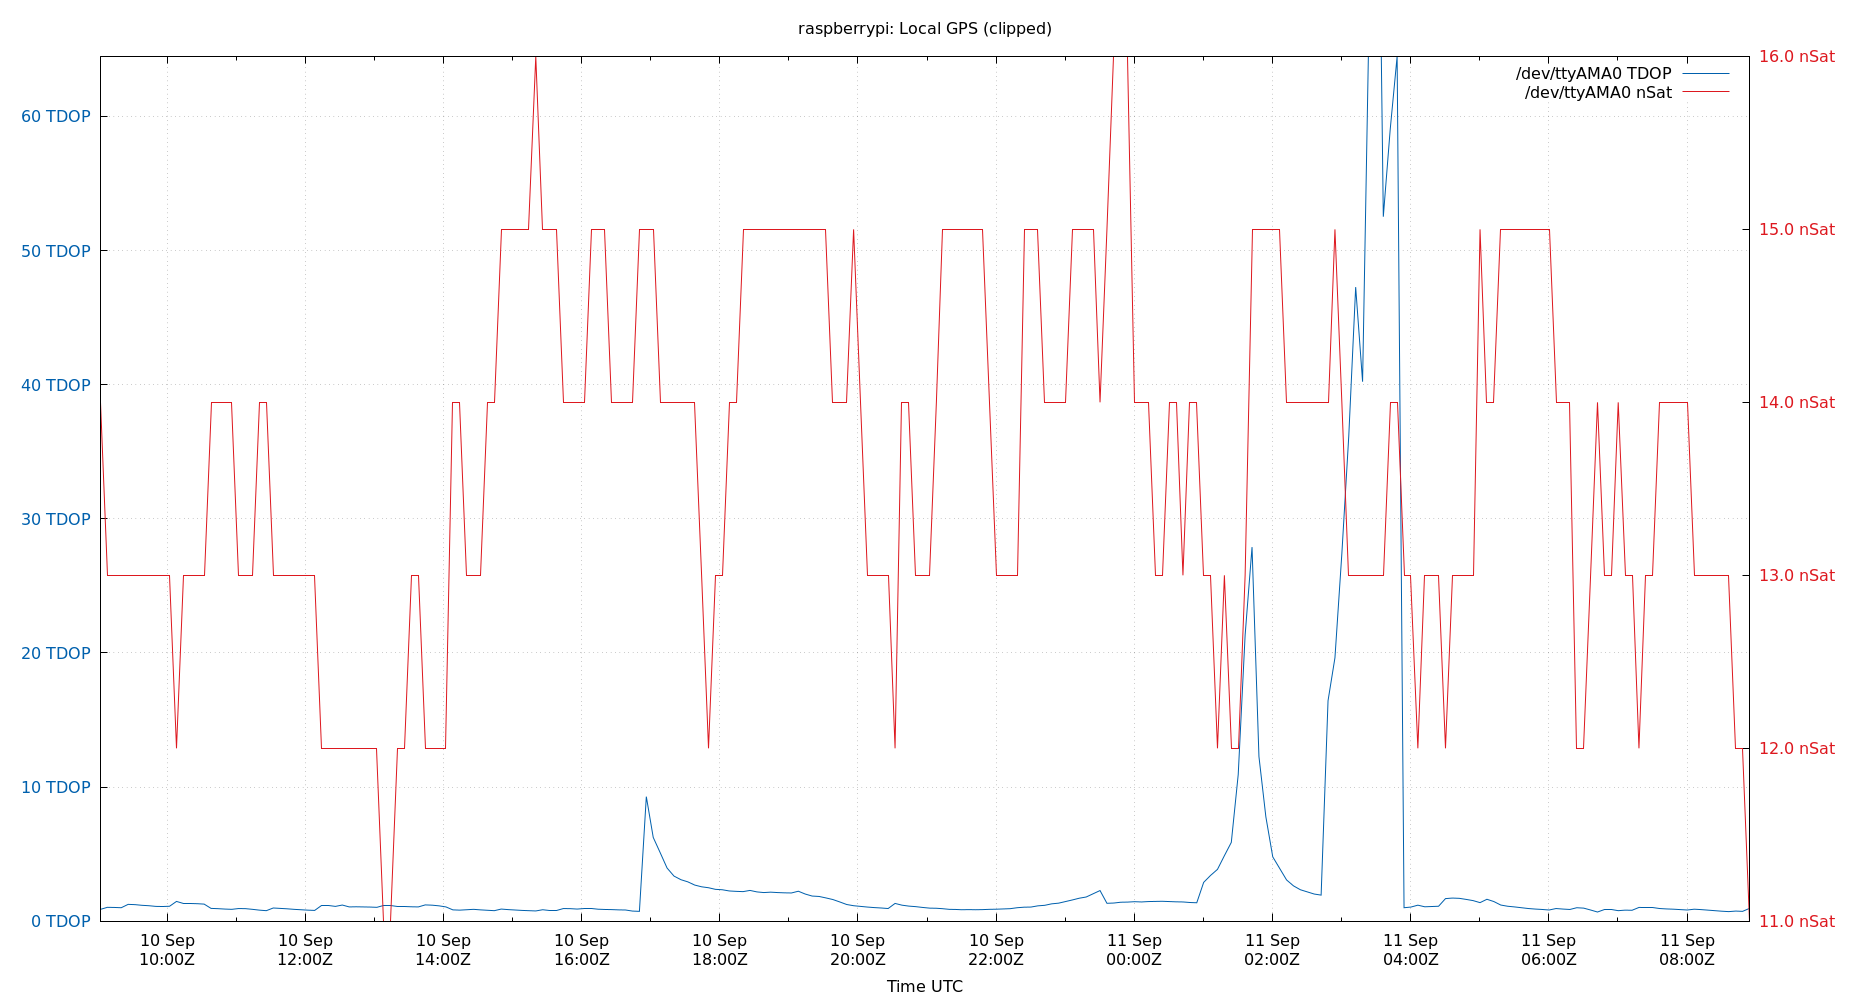 raspberrypi: Local GPS (clipped)
/dev/ttyAMA0 TDOP
/dev/ttyAMA0 nSat
60 TDOP
50 TDOP
40 TDOP
30 TDOP
20 TDOP
10 TDOP
0 TDOP
16.0 nSat
15.0 nSat
14.0 nSat
13.0 nSat
12.0 nSat
11.0 nSat
10 Sep
10:00Z
10 Sep
12:00Z
10 Sep
14:00Z
10 Sep
16:00Z
10 Sep
18:00Z
10 Sep
20:00Z
10 Sep
22:00Z
11 Sep
00:00Z
11 Sep
02:00Z
11 Sep
04:00Z
11 Sep
06:00Z
11 Sep
08:00Z
Time UTC